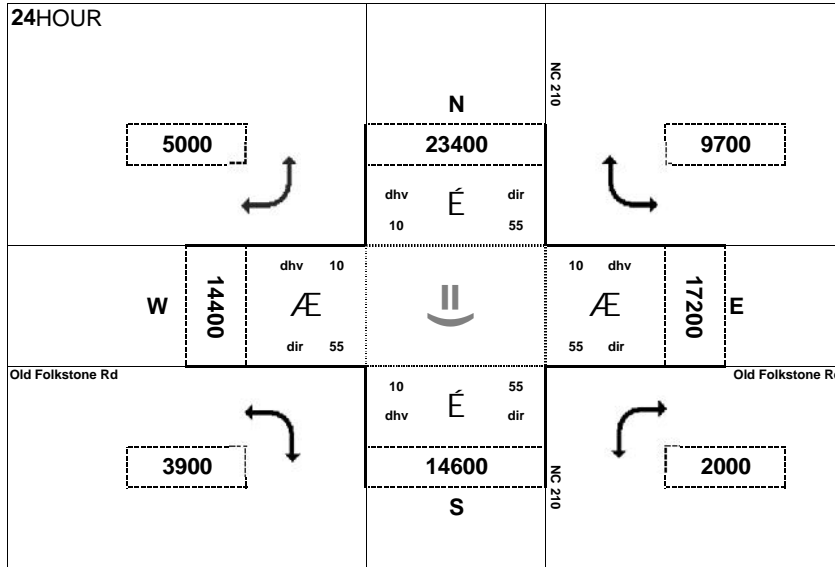 24HOUR
NC 210
N
5000
23400
9700
dhv É dir
10 55
dhv 10
10 dhv
W
14400
Æ
=)
Æ
17200
E
dir 55
55 dir
Old Folkstone Rd
Old Folkstone Rd
10 55
dhv É dir
3900
14600
2000
NC 210
S